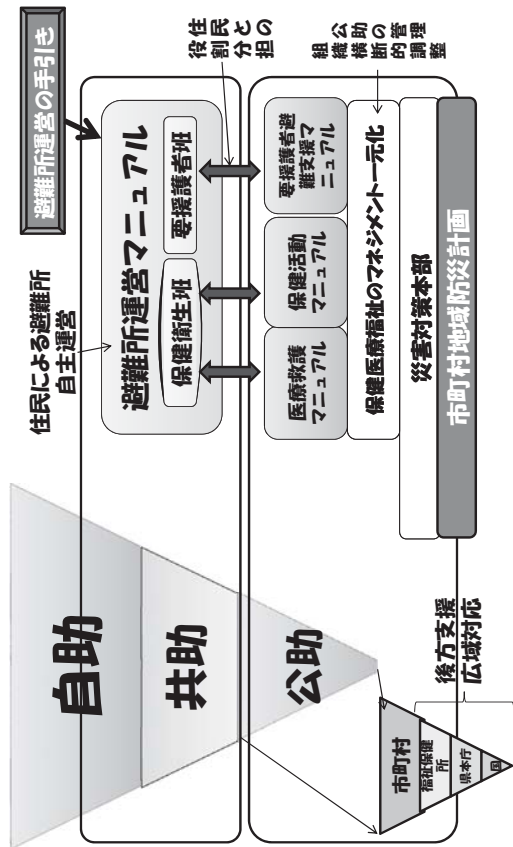 避難所運営の手引き
住民による避難所
自主運営
避難所運営マニュアル
保健衛生班
要援護者班
住民との
役割分担
医療救護
マニュアル
保健活動
マニュアル
要援護者避
難支援マ
ニュアル
公助の管理
組織横断的調整
保健医療福祉のマネジメント一元化
災害対策本部
市町村地域防災計画
自助
共助
公助
市町村
福祉保健
所
県本庁
国
後方支援
広域対応